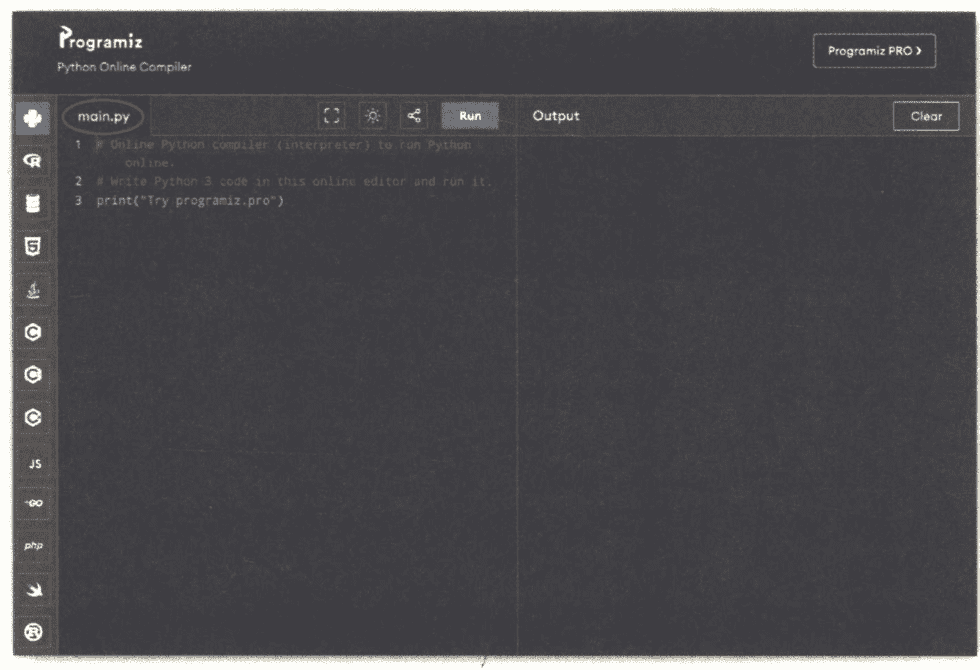 Programiz
Python Online Compiler
Programiz PRO >
main.py
Run
Output
Clear
1 # Online Python compiler (interpreter) to run Python
online.
2 # Write Python 3 code in this online editor and run it.
3 print("Try programiz.pro")
R
5
C
C
C
JS
GO
php
R